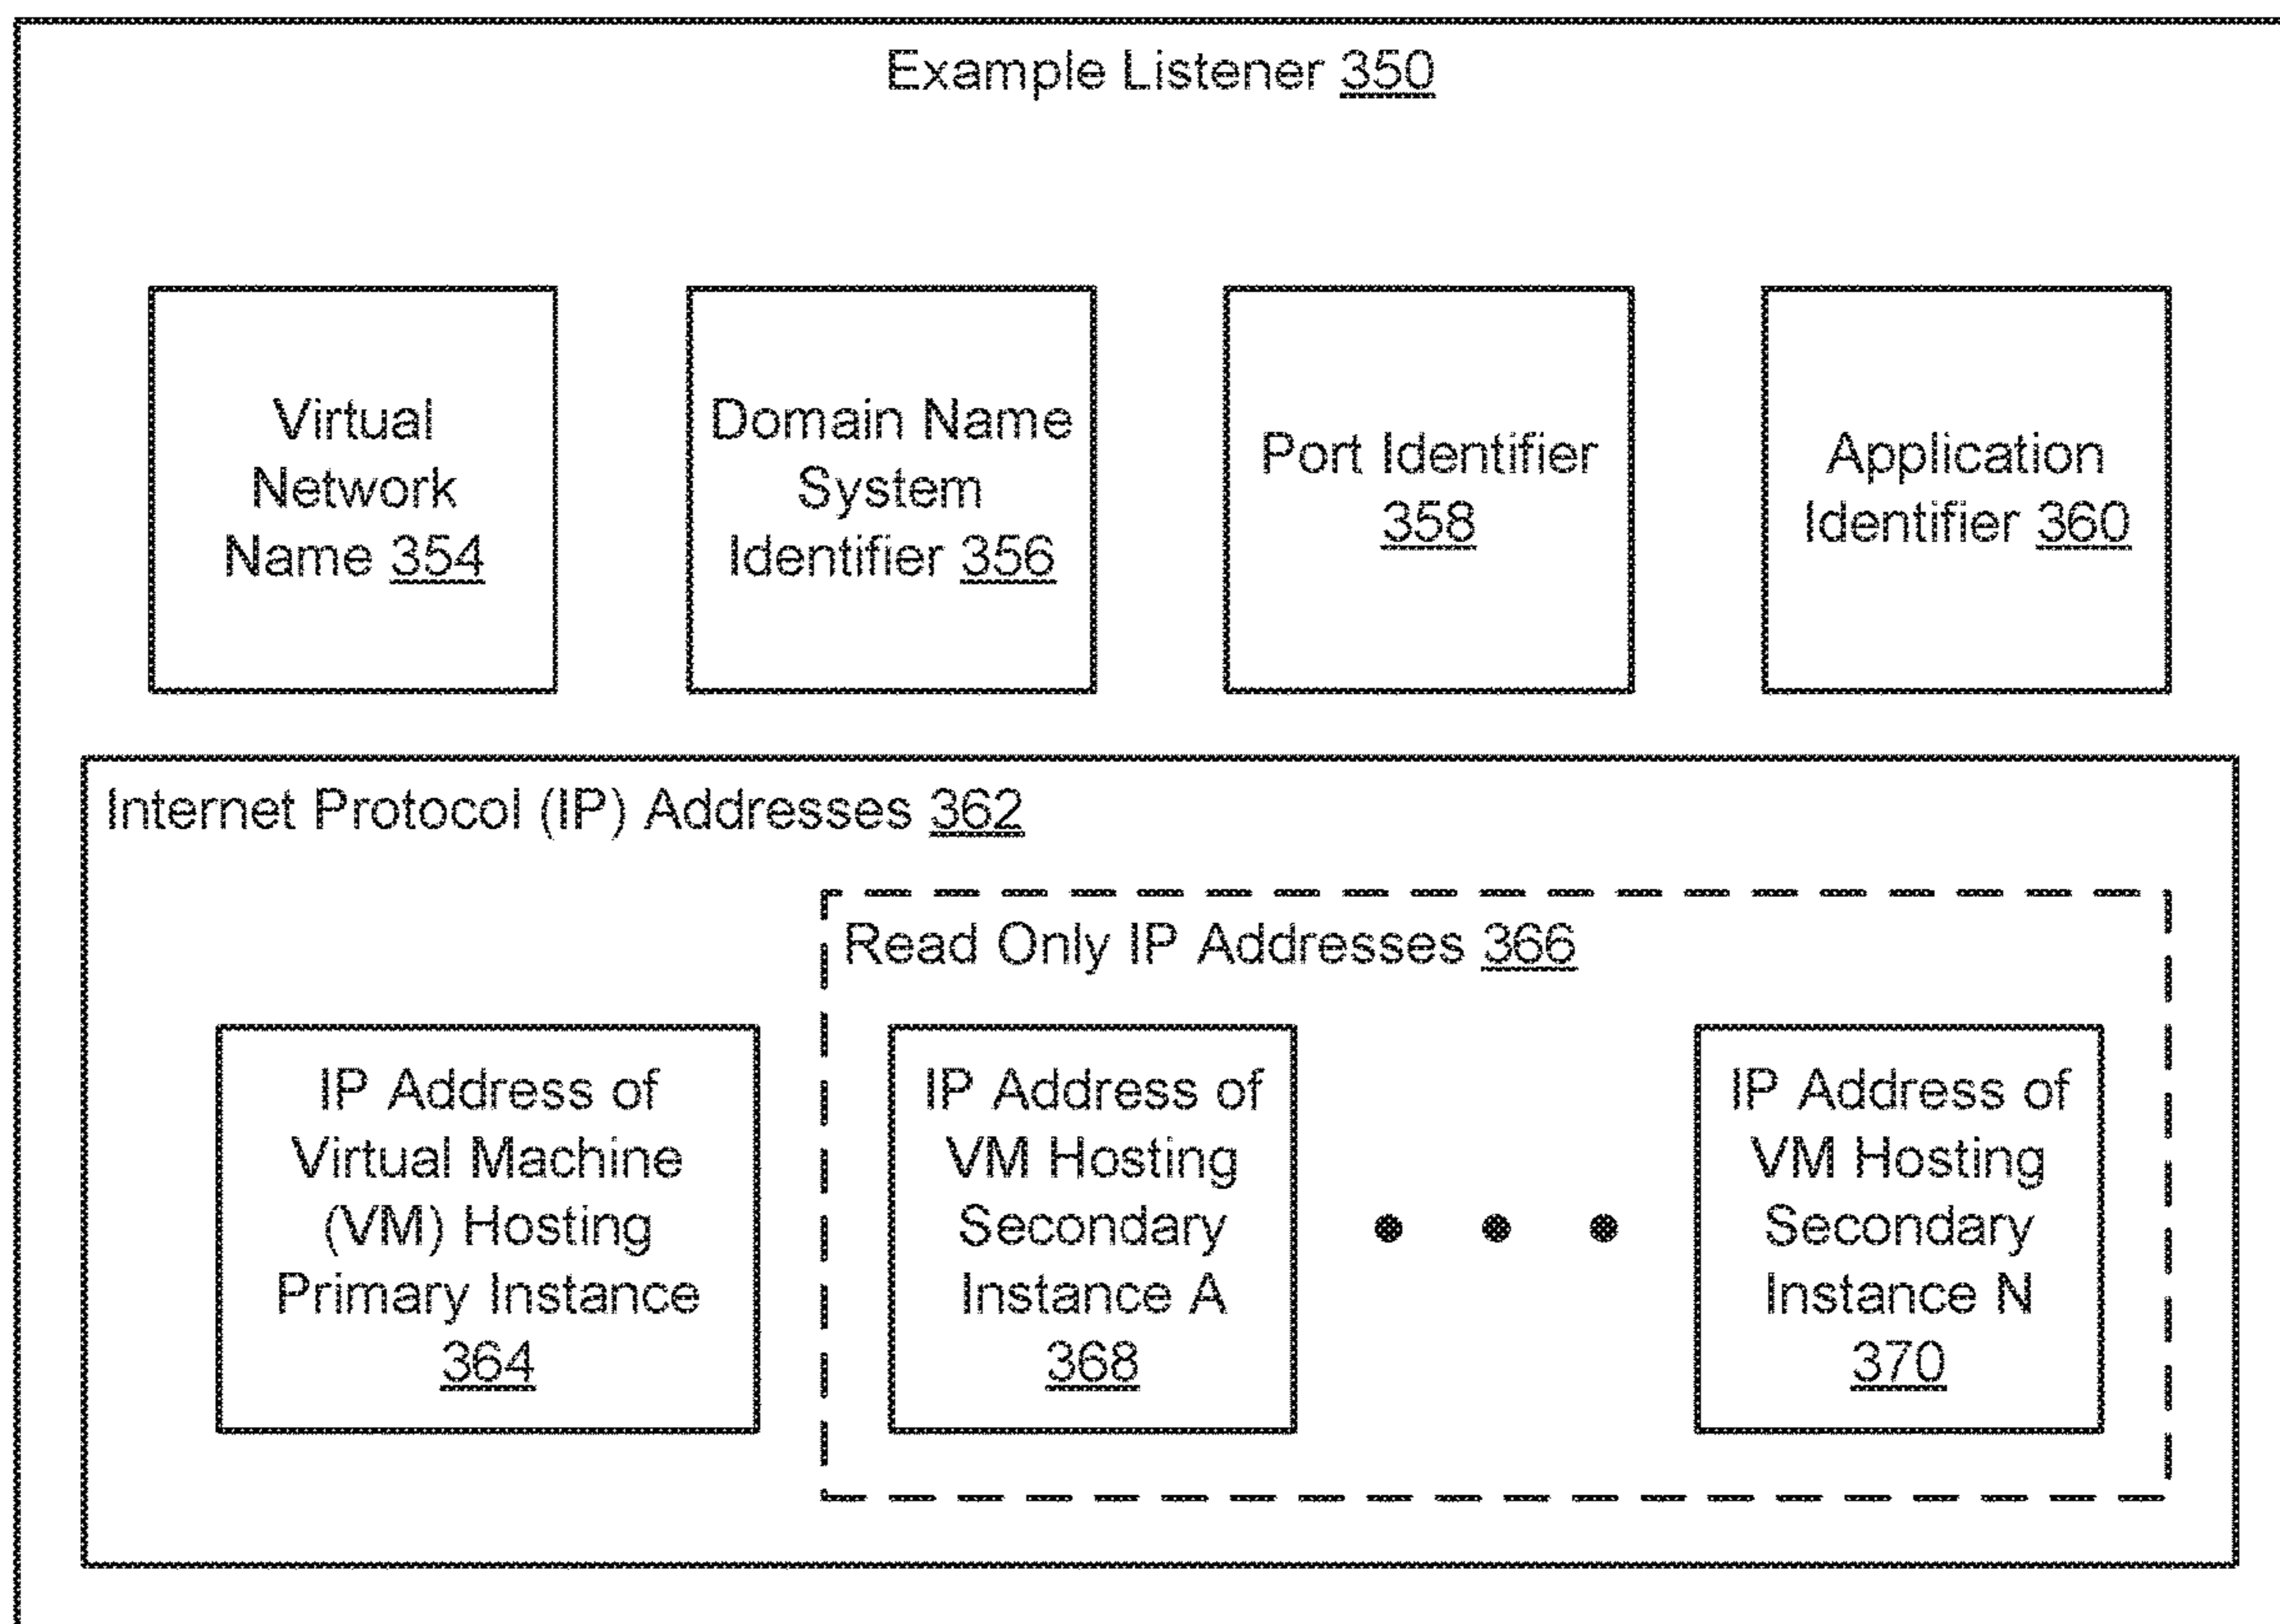 Example Listener 350
Virtual
Network
Name 354
Domain Name
System
Identifier 356
Port Identifier
358
Application
Identifier 360
Internet Protocol (IP) Addresses 362
Read Only IP Addresses 366
IP Address of
Virtual Machine
(VM) Hosting
Primary Instance
364
IP Address of
VM Hosting
Secondary
Instance A
368
IP Address of
VM Hosting
Secondary
Instance N
370